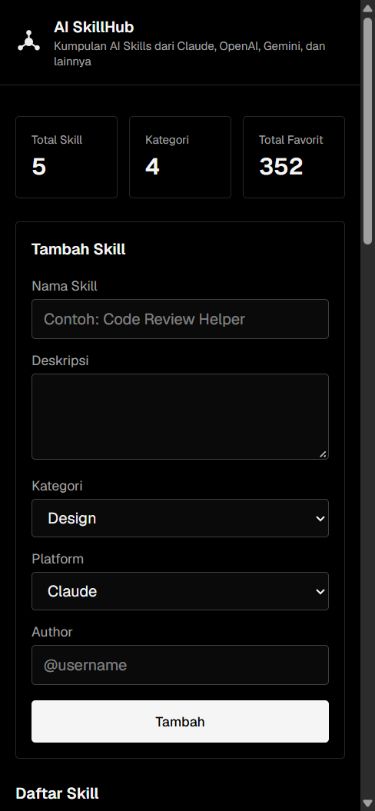 AI SkillHub
Kumpulan AI Skills dari Claude, OpenAI, Gemini, dan
lainnya
Total Skill
5
Kategori
4
Total Favorit
352
Tambah Skill
Nama Skill
Contoh: Code Review Helper
Deskripsi
Kategori
Design
Platform
Claude
Author
@username
Tambah
Daftar Skill